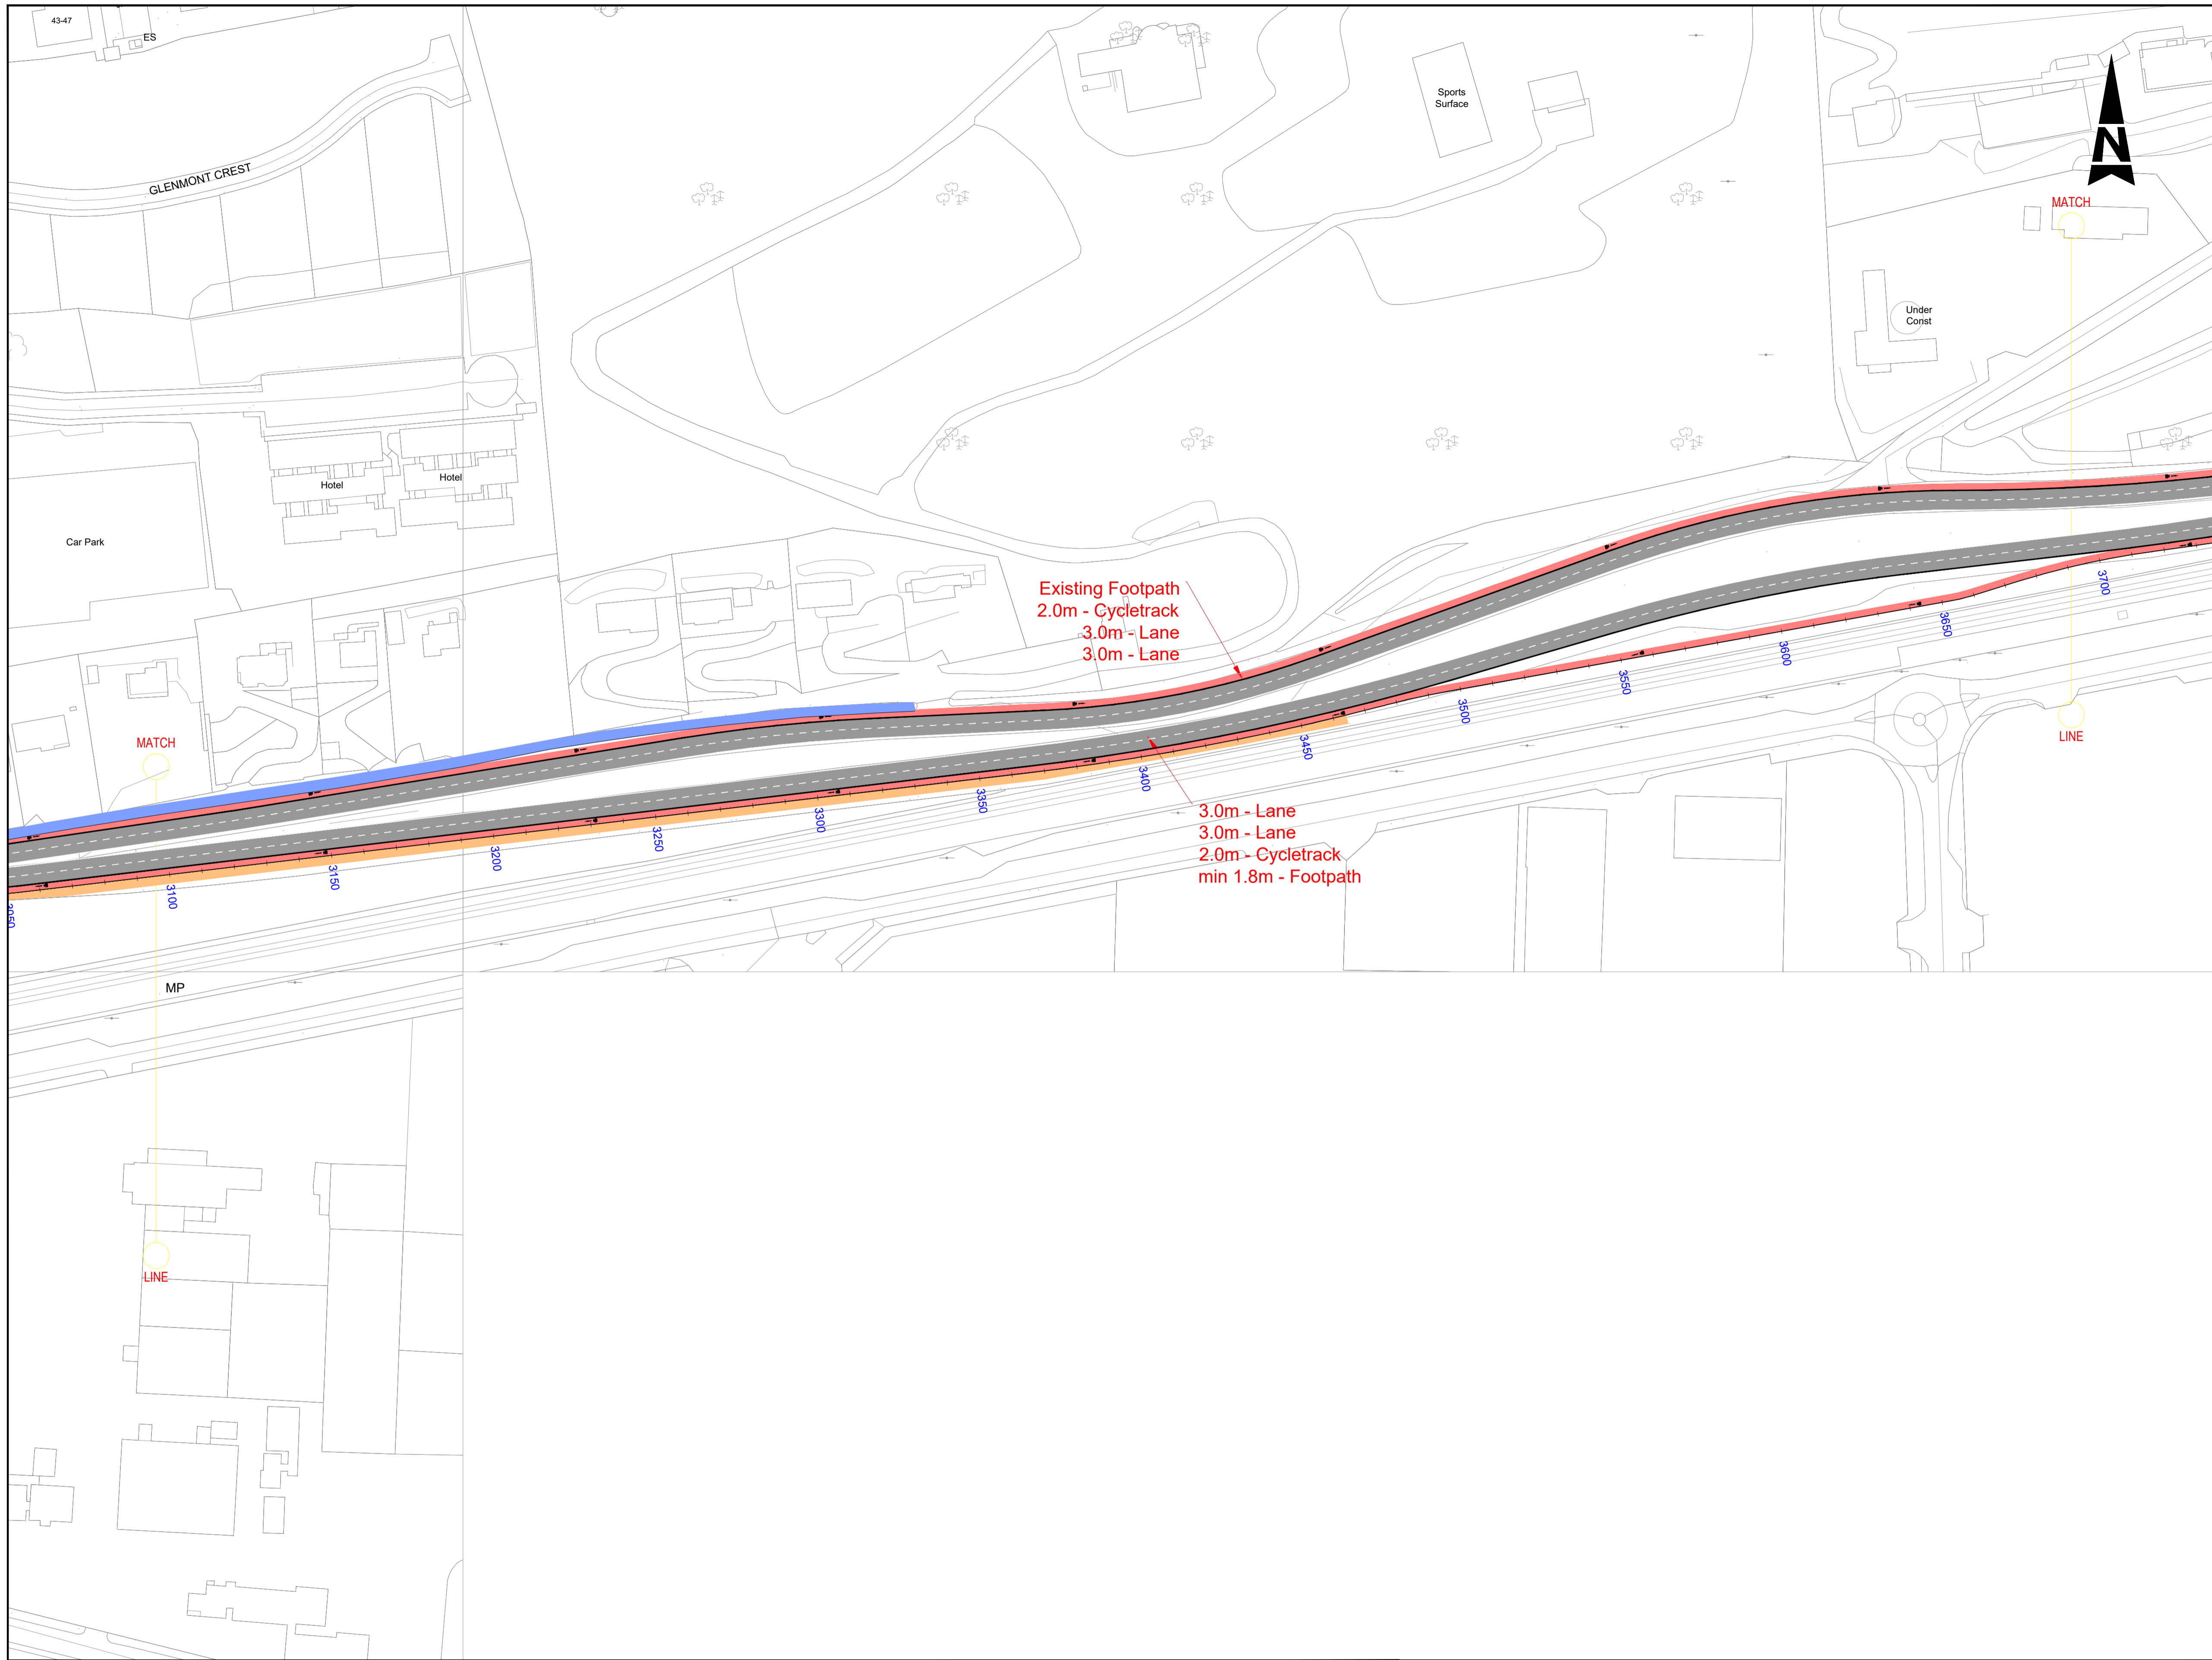 43-47
ES
GLENMONT CREST
Sports
Surface
N
MATCH
Under
Const
Hotel
Hotel
Car Park
Existing Footpath
2.0m - Cycletrack
3.0m - Lane
3.0m - Lane
MATCH
LINE
3.0m - Lane
3.0m - Lane
2.0m - Cycletrack
min 1.8m - Footpath
3050
3100
3150
3200
3250
3300
3350
3400
3450
3500
3550
3600
3650
3700
MP
LINE